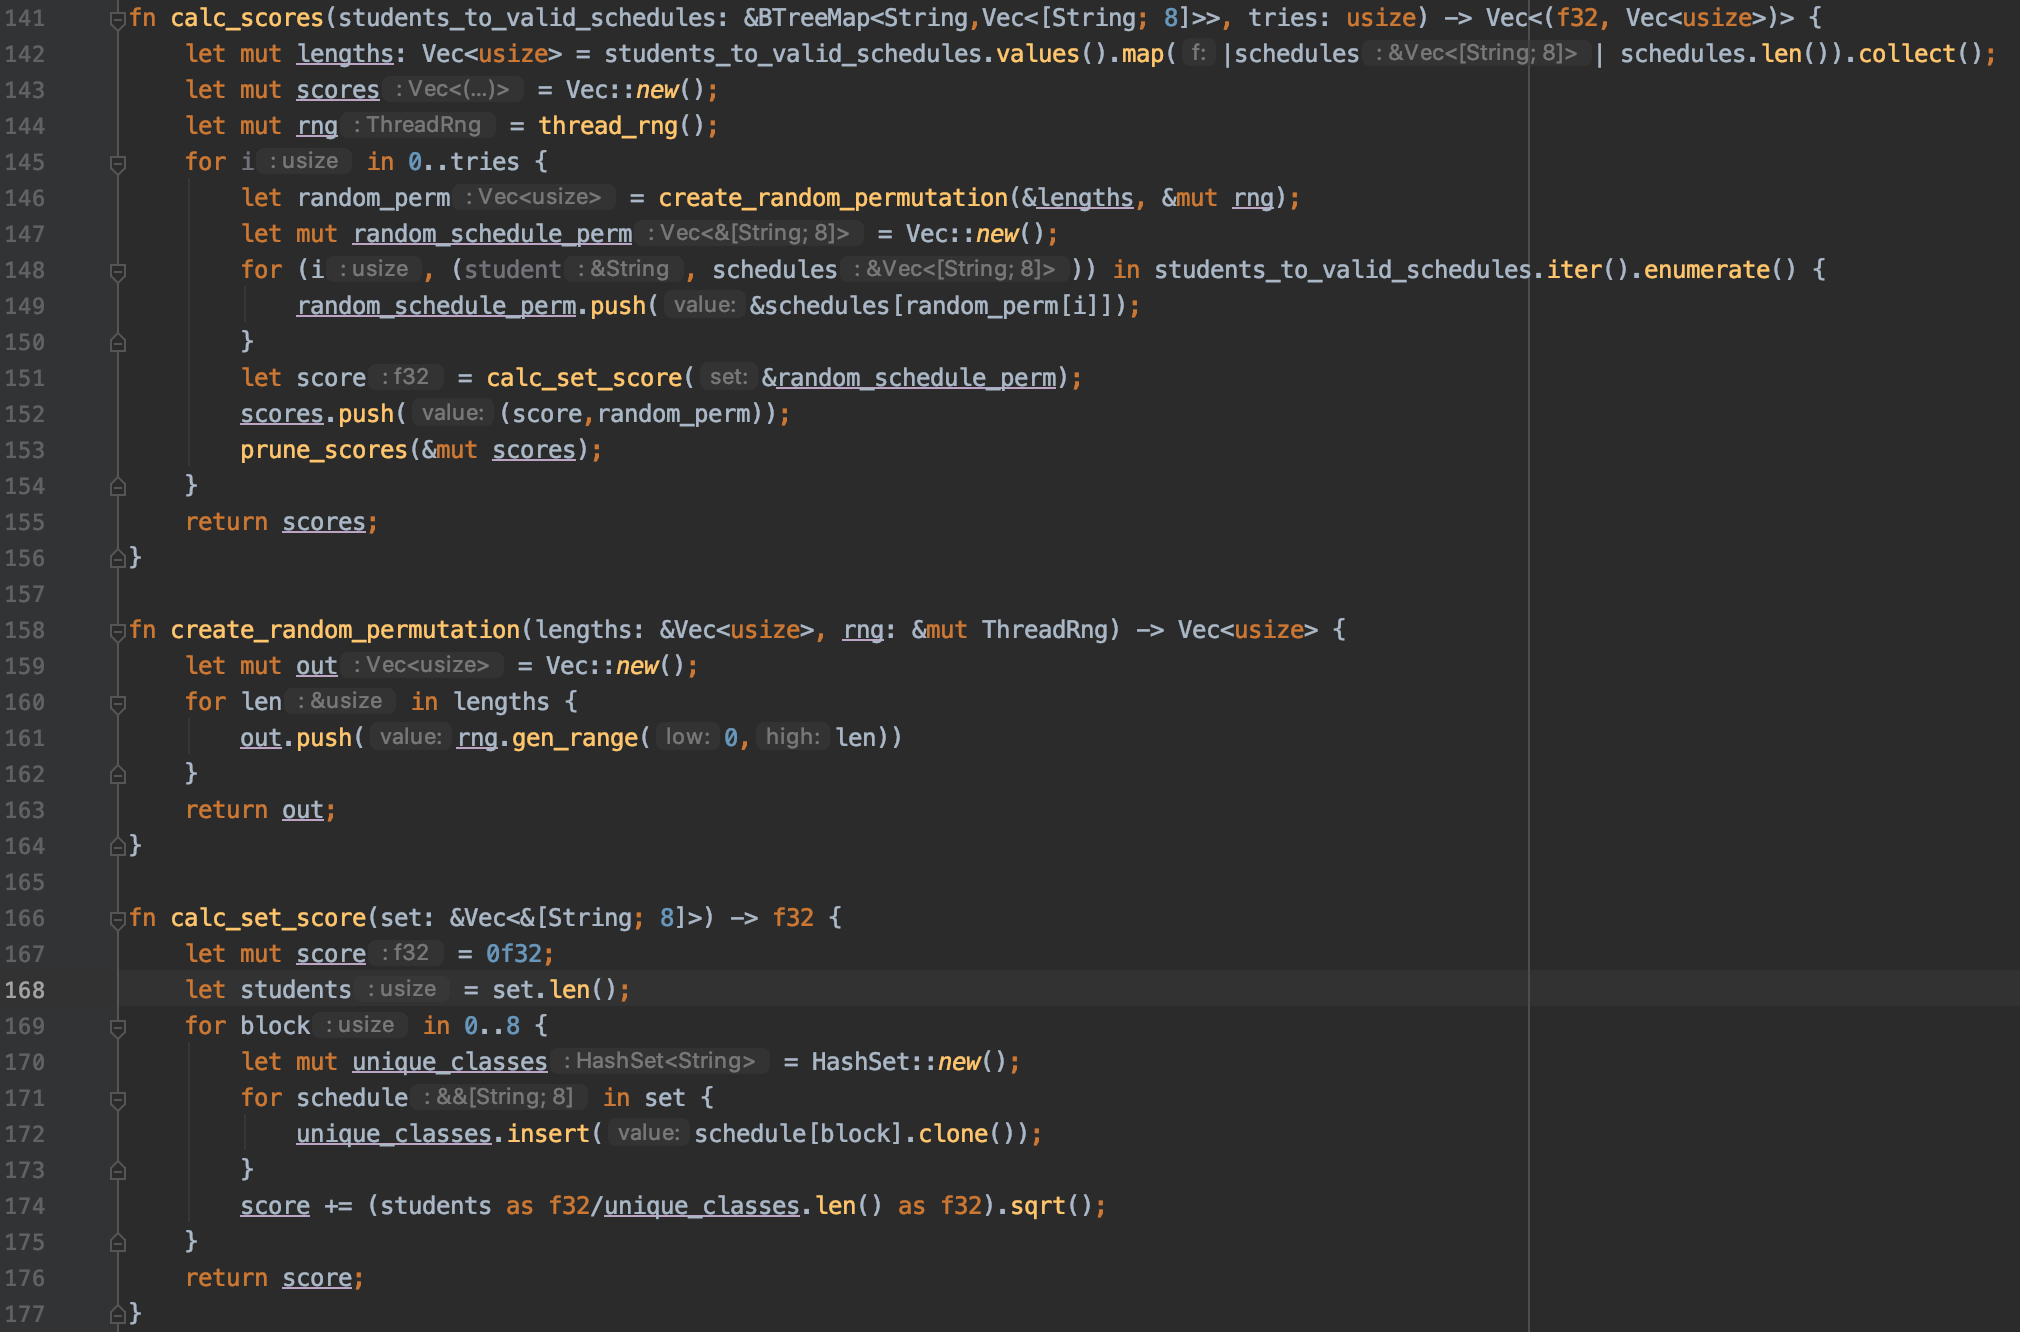 141 fn calc_scores(students_to_valid_schedules: &BTreeMap<String,Vec<[String; 8]>>, tries: usize) -> Vec<(f32, Vec<usize>)> {
142 let mut lengths: Vec<usize> = students_to_valid_schedules.values().map( f: |schedules : &Vec<[String; 8]> | schedules.len()).collect();
143 let mut scores : Vec<(...)> = Vec::new();
144 let mut rng : ThreadRng = thread_rng();
145 for i : usize in 0..tries {
146 let random_perm : Vec<usize> = create_random_permutation(&lengths, &mut rng);
147 let mut random_schedule_perm : Vec<&[String; 8]> = Vec::new();
148 for (i : usize , (student : &String , schedules : &Vec<[String; 8]> )) in students_to_valid_schedules.iter().enumerate() {
149 random_schedule_perm.push( value: &schedules[random_perm[i]]);
150 }
151 let score : f32 = calc_set_score( set: &random_schedule_perm);
152 scores.push( value: (score,random_perm));
153 prune_scores(&mut scores);
154 }
155 return scores;
156 }
157
158 fn create_random_permutation(lengths: &Vec<usize>, rng: &mut ThreadRng) -> Vec<usize> {
159 let mut out : Vec<usize> = Vec::new();
160 for len : &usize in lengths {
161 out.push( value: rng.gen_range( low: 0, high: len))
162 }
163 return out;
164 }
165
166 fn calc_set_score(set: &Vec<&[String; 8]>) -> f32 {
167 let mut score : f32 = 0f32;
168 let students : usize = set.len();
169 for block : usize in 0..8 {
170 let mut unique_classes : HashSet<String> = HashSet::new();
171 for schedule : &&[String; 8] in set {
172 unique_classes.insert( value: schedule[block].clone());
173 }
174 score += (students as f32/unique_classes.len() as f32).sqrt();
175 }
176 return score;
177 }